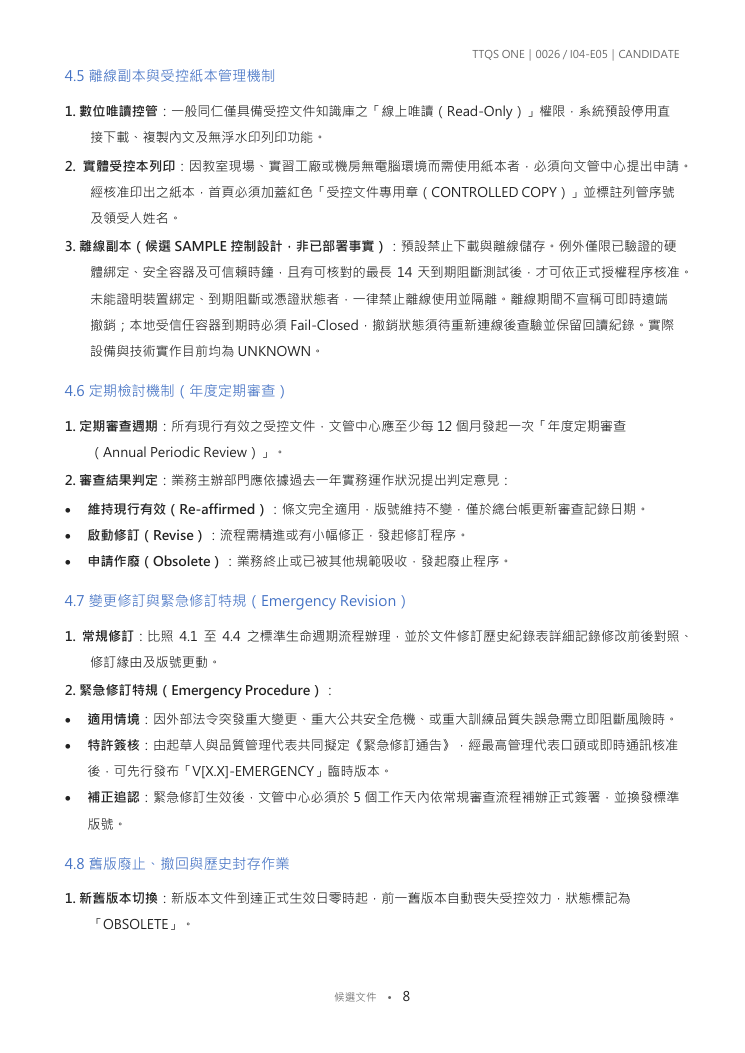 TTQS ONE | 0026 / I04-E05 | CANDIDATE
4.5 離線副本與受控紙本管理機制
1. 數位唯讀控管：一般同仁僅具備受控文件知識庫之「線上唯讀（Read-Only）」權限，系統預設停用直
接下載、複製內文及無浮水印列印功能。
2. 實體受控本列印：因教室現場、實習工廠或機房無電腦環境而需使用紙本者，必須向文管中心提出申請。
經核准印出之紙本，首頁必須加蓋紅色「受控文件專用章（CONTROLLED COPY）」並標註列管序號
及領受人姓名。
3. 離線副本（候選 SAMPLE 控制設計，非已部署事實）：預設禁止下載與離線儲存。例外僅限已驗證的硬
體綁定、安全容器及可信賴時鐘，且有可核對的最長 14 天到期阻斷測試後，才可依正式授權程序核准。
未能證明裝置綁定、到期阻斷或憑證狀態者，一律禁止離線使用並隔離。離線期間不宣稱可即時遠端
撤銷；本地受信任容器到期時必須 Fail-Closed，撤銷狀態須待重新連線後查驗並保留回讀紀錄。實際
設備與技術實作目前均為 UNKNOWN。
4.6 定期檢討機制（年度定期審查）
1. 定期審查週期：所有現行有效之受控文件，文管中心應至少每 12 個月發起一次「年度定期審查
（Annual Periodic Review）」。
2. 審查結果判定：業務主辦部門應依據過去一年實務運作狀況提出判定意見：
• 維持現行有效（Re-affirmed）：條文完全適用，版號維持不變，僅於總台帳更新審查記錄日期。
• 啟動修訂（Revise）：流程需精進或有小幅修正，發起修訂程序。
• 申請作廢（Obsolete）：業務終止或已被其他規範吸收，發起廢止程序。
4.7 變更修訂與緊急修訂特規（Emergency Revision）
1. 常規修訂：比照 4.1 至 4.4 之標準生命週期流程辦理，並於文件修訂歷史紀錄表詳細記錄修改前後對照、
修訂緣由及版號更動。
2. 緊急修訂特規（Emergency Procedure）：
• 適用情境：因外部法令突發重大變更、重大公共安全危機、或重大訓練品質失誤急需立即阻斷風險時。
• 特許簽核：由起草人與品質管理代表共同擬定《緊急修訂通告》，經最高管理代表口頭或即時通訊核准
後，可先行發布「V[X.X]-EMERGENCY」臨時版本。
• 補正追認：緊急修訂生效後，文管中心必須於 5 個工作天內依常規審查流程補辦正式簽署，並換發標準
版號。
4.8 舊版廢止、撤回與歷史封存作業
1. 新舊版本切換：新版本文件到達正式生效日零時起，前一舊版本自動喪失受控效力，狀態標記為
「OBSOLETE」。
候選文件 • 8